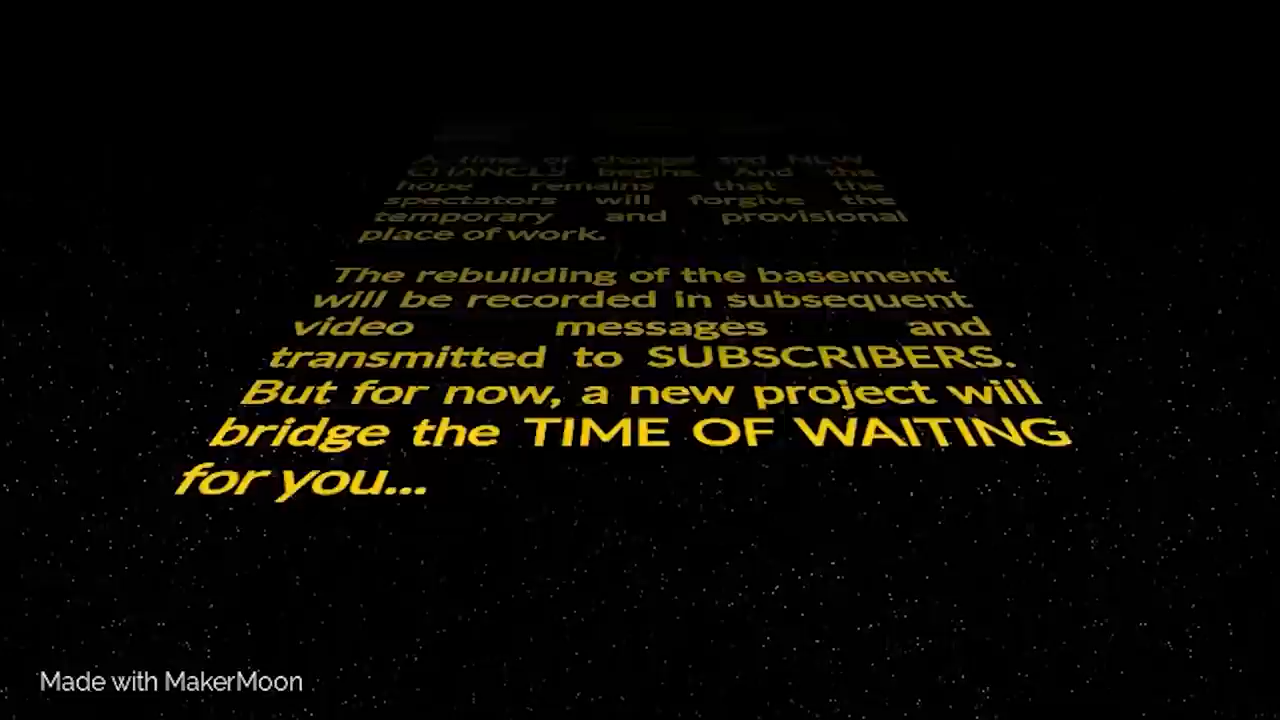 A time of change and NEW
CHANCES begins. And the
hope remains that the
spectators will forgive the
temporary and provisional
place of work.
The rebuilding of the basement
will be recorded in subsequent
video messages and
transmitted to SUBSCRIBERS.
But for now, a new project will
bridge the TIME OF WAITING
for you...
Made with MakerMoon